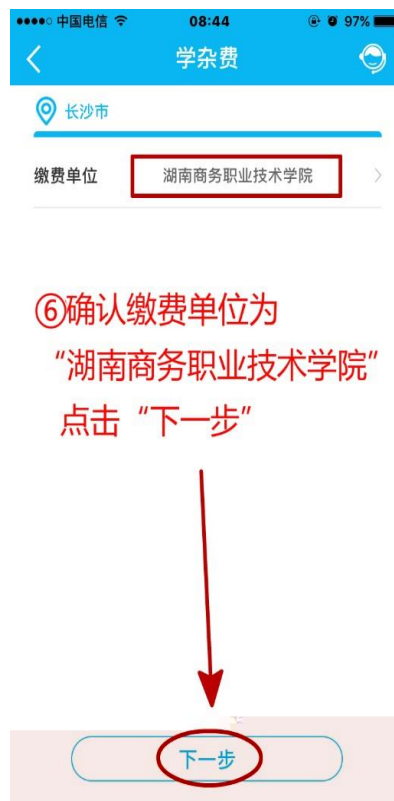 中国电信 08:44 97%
学杂费
长沙市
缴费单位 湖南商务职业技术学院
⑥确认缴费单位为
“湖南商务职业技术学院”
点击“下一步”
下一步